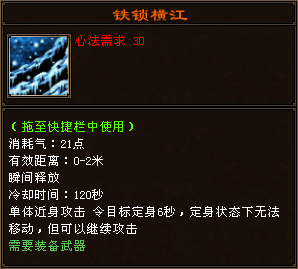 铁锁横江
心法需求:30
（拖至快捷栏中使用）
消耗气：21点
有效距离：0-2米
瞬间释放
冷却时间：120秒
单体近身攻击 令目标定身6秒，定身状态下无法
移动，但可以继续攻击
需要装备武器